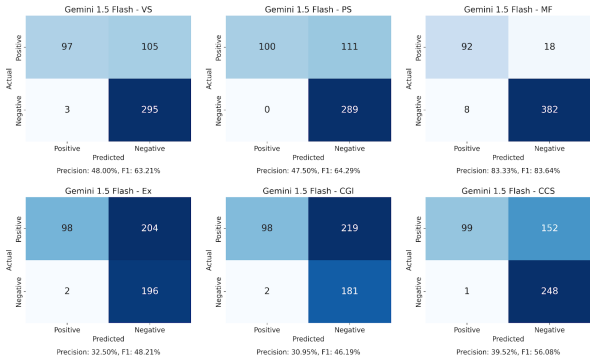 Gemini 1.5 Flash - VS
Gemini 1.5 Flash - PS
Gemini 1.5 Flash - MF
Actual
Positive
97
105
Negative
3
295
Positive
Negative
Predicted
Precision: 48.00%, F1: 63.21%
Actual
Positive
100
111
Negative
0
289
Positive
Negative
Predicted
Precision: 47.50%, F1: 64.29%
Actual
Positive
92
18
Negative
8
382
Positive
Negative
Predicted
Precision: 83.33%, F1: 83.64%
Gemini 1.5 Flash - Ex
Gemini 1.5 Flash - CGI
Gemini 1.5 Flash - CCS
Actual
Positive
98
204
Negative
2
196
Positive
Negative
Predicted
Precision: 32.50%, F1: 48.21%
Actual
Positive
98
219
Negative
2
181
Positive
Negative
Predicted
Precision: 30.95%, F1: 46.19%
Actual
Positive
99
152
Negative
1
248
Positive
Negative
Predicted
Precision: 39.52%, F1: 56.08%